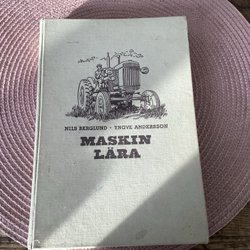 NILS BERGLUND · YNGVE ANDERSSON
MASKIN
LÄRA